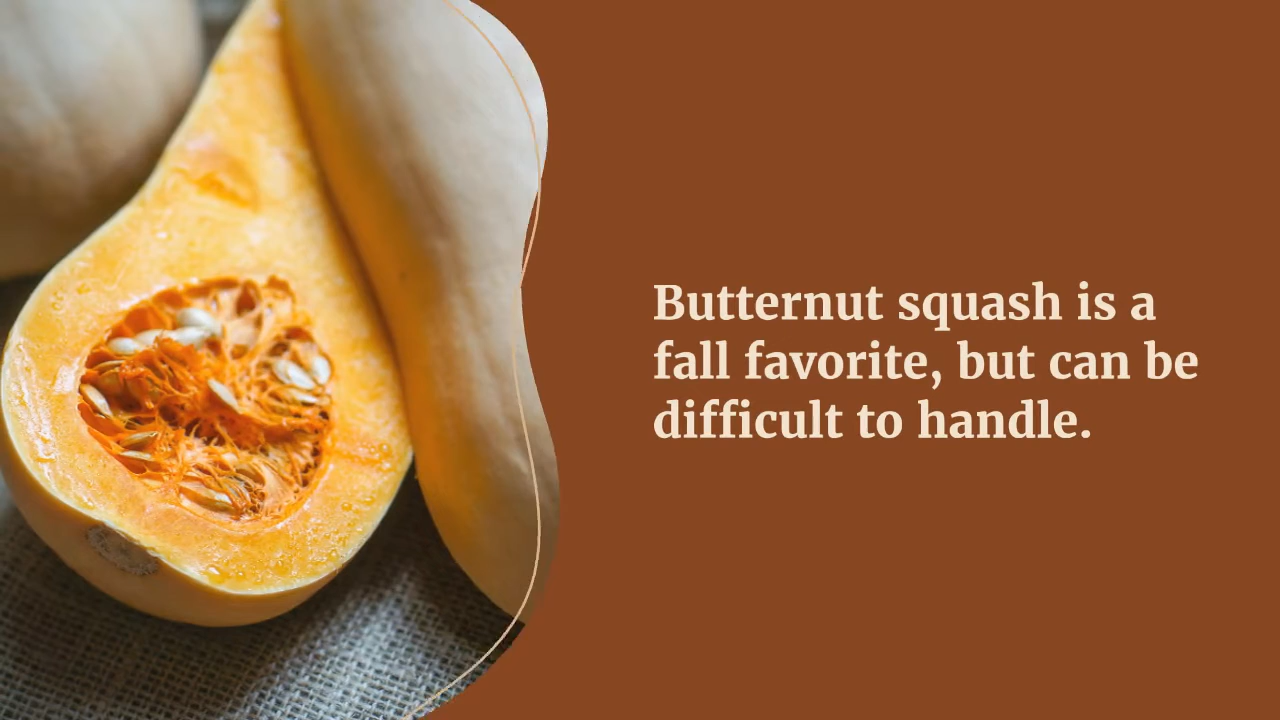 Butternut squash is a
fall favorite, but can be
difficult to handle.